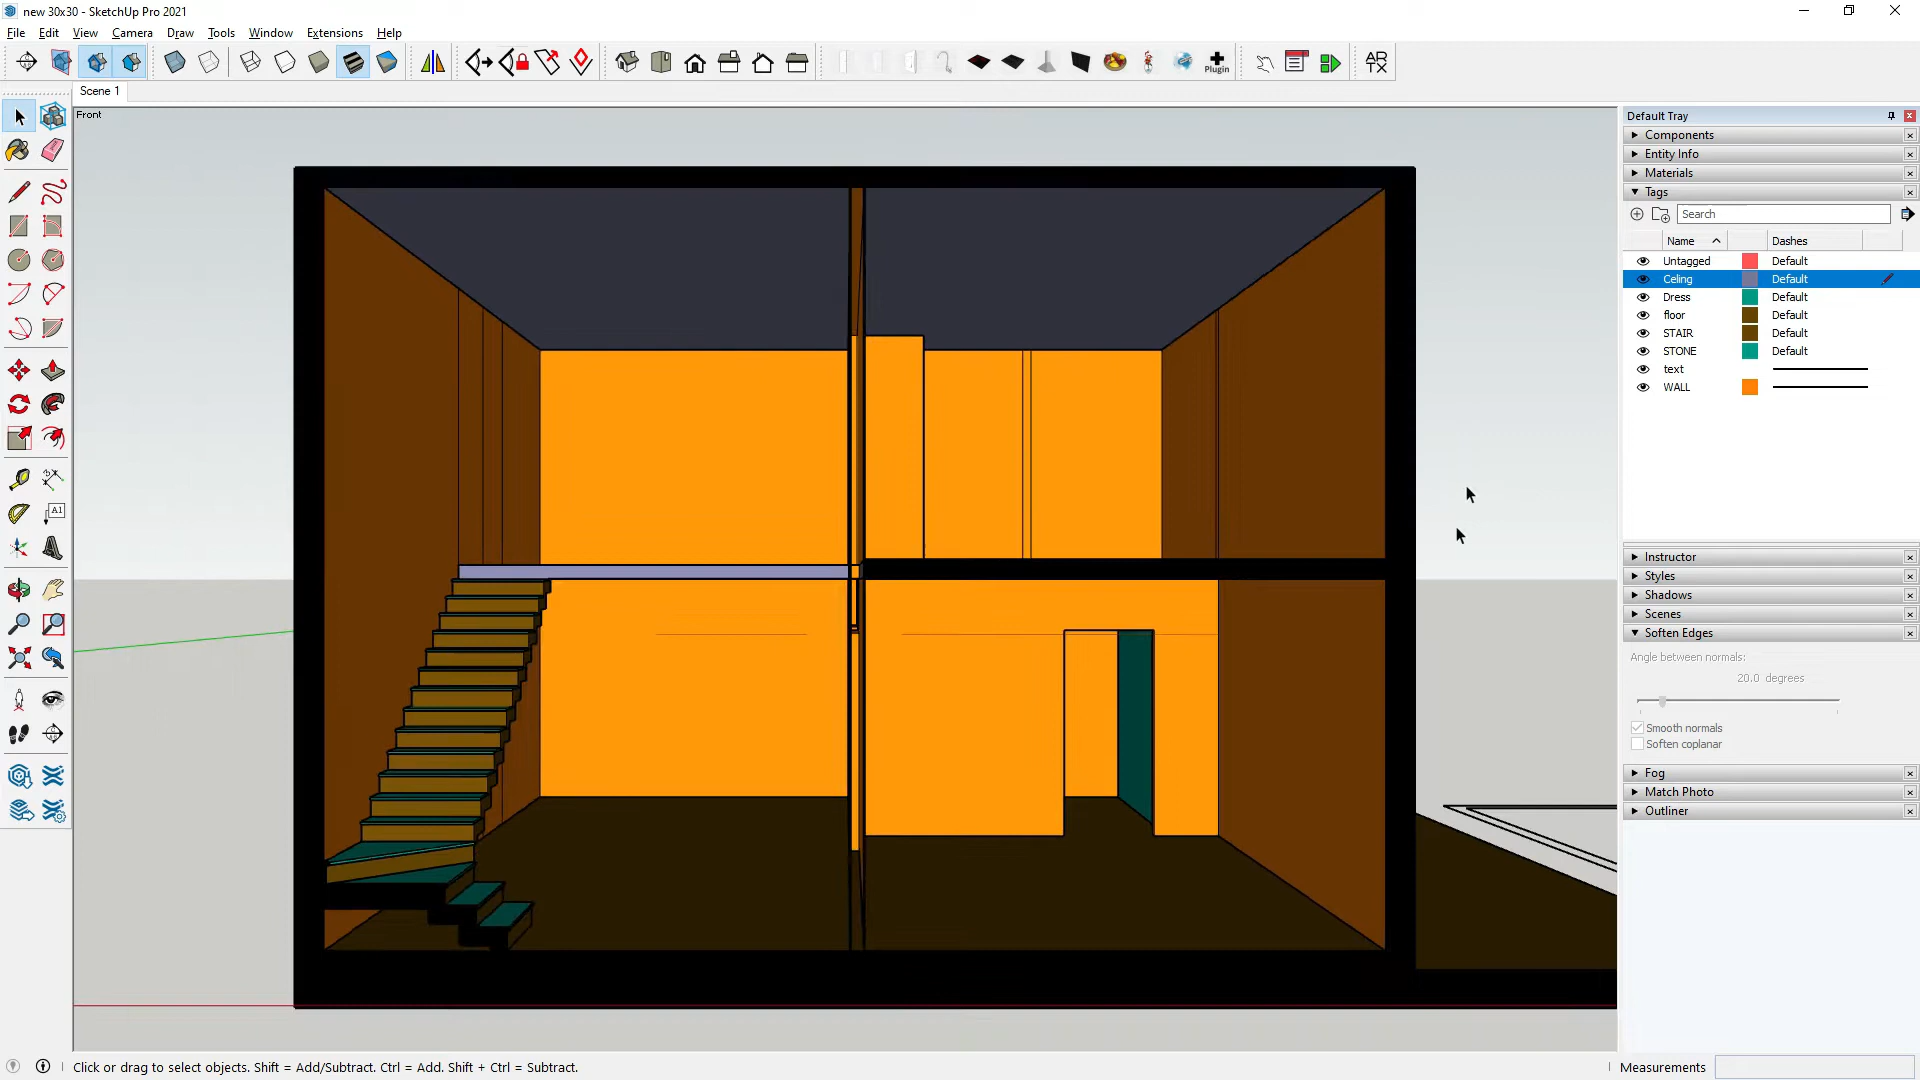 new 30x30 - SketchUp Pro 2021
File Edit View Camera Draw Tools Window Extensions Help
Plugin
AR
TX
Scene 1
Front
A1
Default Tray
Components
Entity Info
Materials
Tags
Search
Name Dashes
Untagged Default
Celing Default
Dress Default
floor Default
STAIR Default
STONE Default
text
WALL
Instructor
Styles
Shadows
Scenes
Soften Edges
Angle between normals:
20.0 degrees
Smooth normals
Soften coplanar
Fog
Match Photo
Outliner
Click or drag to select objects. Shift = Add/Subtract. Ctrl = Add. Shift + Ctrl = Subtract.
Measurements